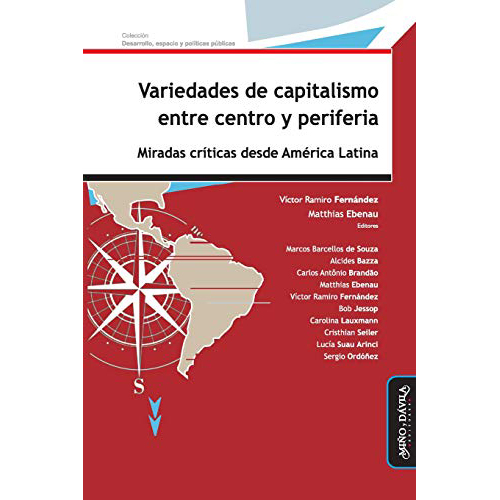 Colección
Desarrollo, espacio y políticas públicas
Variedades de capitalismo
entre centro y periferia
Miradas críticas desde América Latina
Víctor Ramiro Fernández
Matthias Ebenau
Editores
Marcos Barcellos de Souza
Alcides Bazza
Carlos Antônio Brandão
Matthias Ebenau
Víctor Ramiro Fernández
Bob Jessop
Carolina Lauxmann
Cristhian Seiler
Lucía Suau Arinci
Sergio Ordóñez
S
MIÑO y DÁVILA
EDITORES